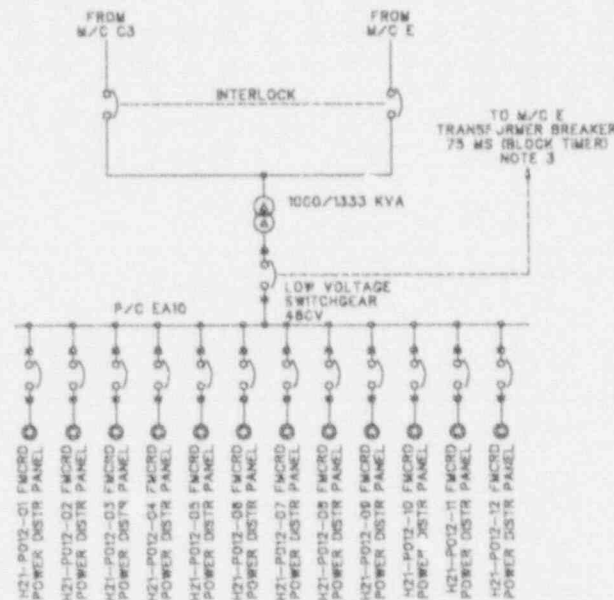 FROM
M/C C3
FROM
M/C E
INTERLOCK
TO M/C E
TRANSFORMER BREAKER
75 MS (BLOCK TIMER)
NOTE 3
1000/1333 KVA
LOW VOLTAGE
SWITCHGEAR
480V
P/C EA10
H21-P012-01 FMCRD
POWER DISTR PANEL
H21-P012-02 FMCRD
POWER DISTR PANEL
H21-P012-03 FMCRD
POWER DISTR PANEL
H21-P012-04 FMCRD
POWER DISTR PANEL
H21-P012-05 FMCRD
POWER DISTR PANEL
H21-P012-06 FMCRD
POWER DISTR PANEL
H21-P012-07 FMCRD
POWER DISTR PANEL
H21-P012-08 FMCRD
POWER DISTR PANEL
H21-P012-09 FMCRD
POWER DISTR PANEL
H21-P012-10 FMCRD
POWER DISTR PANEL
H21-P012-11 FMCRD
POWER DISTR PANEL
H21-P012-12 FMCRD
POWER DISTR PANEL